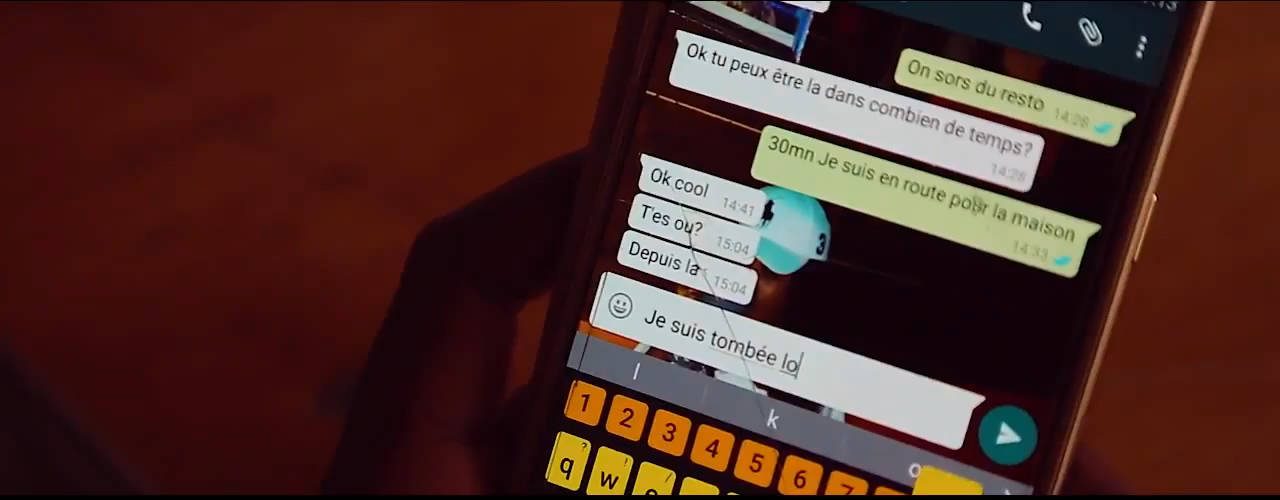 On sors du resto 14:28
Ok tu peux être la dans combien de temps?
14:28
30mn Je suis en route pour la maison
14:33
Ok cool 14:41
T'es ou? 15:04
Depuis la 15:04
Je suis tombée lo
l k
1 2 3 4 5 6 7
q w